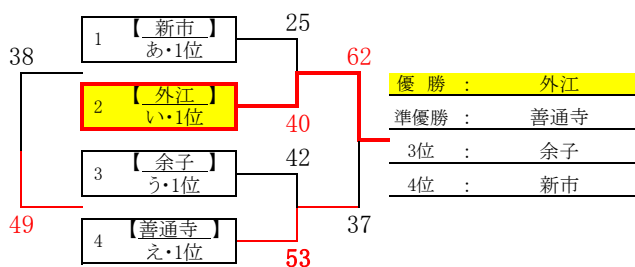 38
1 【 新市 】
あ・1位
25
2 【 外江 】
い・1位
40
62
3 【 余子 】
う・1位
42
4 【善通寺 】
え・1位
53
49
37
優 勝 : 外江
準優勝 : 善通寺
3位 : 余子
4位 : 新市